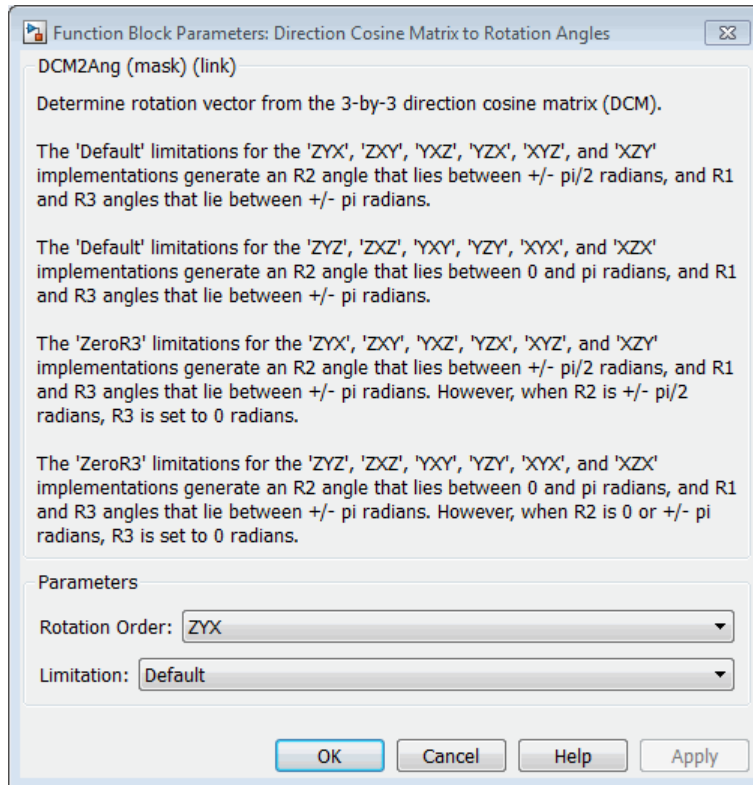 Function Block Parameters: Direction Cosine Matrix to Rotation Angles
DCM2Ang (mask) (link)
Determine rotation vector from the 3-by-3 direction cosine matrix (DCM).
The 'Default' limitations for the 'ZYX', 'ZXY', 'YXZ', 'YZX', 'XYZ', and 'XZY'
implementations generate an R2 angle that lies between +/- pi/2 radians, and R1
and R3 angles that lie between +/- pi radians.
The 'Default' limitations for the 'ZYZ', 'ZXZ', 'YXY', 'YZY', 'XYX', and 'XZX'
implementations generate an R2 angle that lies between 0 and pi radians, and R1
and R3 angles that lie between +/- pi radians.
The 'ZeroR3' limitations for the 'ZYX', 'ZXY', 'YXZ', 'YZX', 'XYZ', and 'XZY'
implementations generate an R2 angle that lies between +/- pi/2 radians, and R1
and R3 angles that lie between +/- pi radians. However, when R2 is +/- pi/2
radians, R3 is set to 0 radians.
The 'ZeroR3' limitations for the 'ZYZ', 'ZXZ', 'YXY', 'YZY', 'XYX', and 'XZX'
implementations generate an R2 angle that lies between 0 and pi radians, and R1
and R3 angles that lie between +/- pi radians. However, when R2 is 0 or +/- pi
radians, R3 is set to 0 radians.
Parameters
Rotation Order: ZYX
Limitation: Default
OK Cancel Help Apply